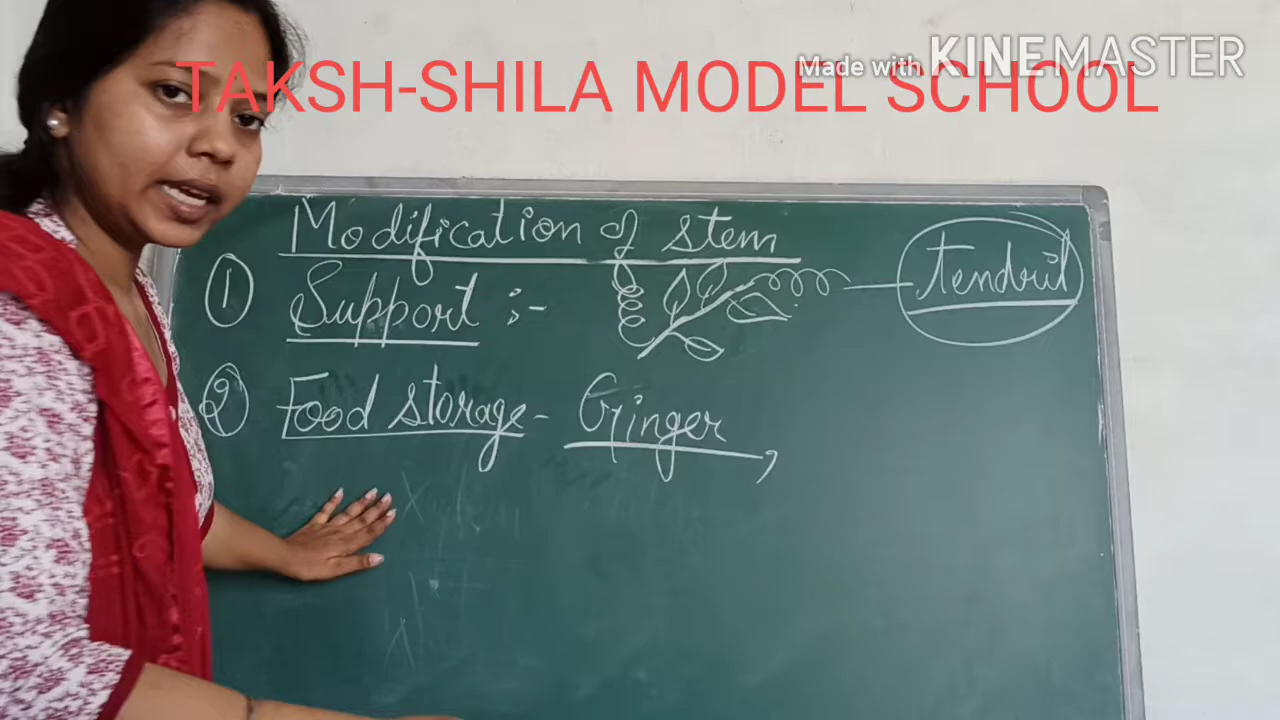 TAKSH-SHILA MODEL SCHOOL
Made with KINEMASTER
Modification of stem
① Support :-
tendril
② Food storage - Ginger,